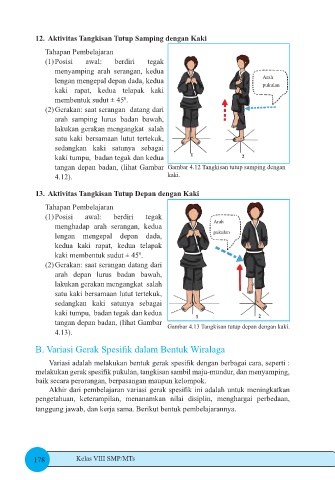 12. Aktivitas Tangkisan Tutup Samping dengan Kaki
Tahapan Pembelajaran
(1) Posisi awal: berdiri tegak
menyamping arah serangan, kedua
lengan mengepal depan dada, kedua
kaki rapat, kedua telapak kaki
membentuk sudut ± 45º.
(2) Gerakan: saat serangan datang dari
arah samping lurus badan bawah,
lakukan gerakan mengangkat salah
satu kaki bersamaan lutut tertekuk,
sedangkan kaki satunya sebagai
kaki tumpu, badan tegak dan kedua
tangan depan badan, (lihat Gambar
4.12).
Arah
pukulan
1 2
Gambar 4.12 Tangkisan tutup samping dengan
kaki.
13. Aktivitas Tangkisan Tutup Depan dengan Kaki
Tahapan Pembelajaran
(1) Posisi awal: berdiri tegak
menghadap arah serangan, kedua
lengan mengepal depan dada,
kedua kaki rapat, kedua telapak
kaki membentuk sudut ± 45º.
(2) Gerakan: saat serangan datang dari
arah depan lurus badan bawah,
lakukan gerakan mengangkat salah
satu kaki bersamaan lutut tertekuk,
sedangkan kaki satunya sebagai
kaki tumpu, badan tegak dan kedua
tangan depan badan, (lihat Gambar
4.13).
Arah
pukulan
1 2
Gambar 4.13 Tangkisan tutup depan dengan kaki.
B. Variasi Gerak Spesifik dalam Bentuk Wiralaga
Variasi adalah melakukan bentuk gerak spesifik dengan berbagai cara, seperti :
melakukan gerak spesifik pukulan, tangkisan sambil maju-mundur, dan menyamping,
baik secara perorangan, berpasangan maupun kelompok.
Akhir dari pembelajaran variasi gerak spesifik ini adalah untuk meningkatkan
pengetahuan, keterampilan, menanamkan nilai disiplin, menghargai perbedaan,
tanggung jawab, dan kerja sama. Berikut bentuk pembelajarannya.
178 Kelas VIII SMP/MTs